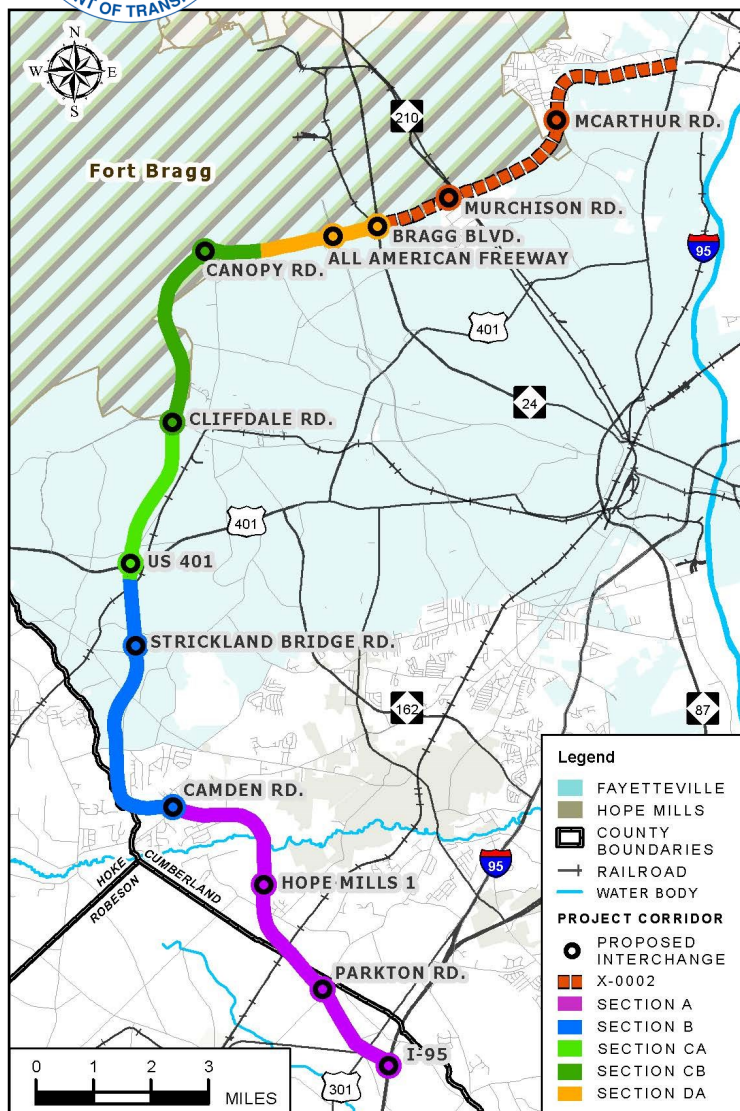 NT OF TRANS
N
W E
S
210
MCARTHUR RD.
Fort Bragg
MURCHISON RD.
BRAGG BLVD.
ALL AMERICAN FREEWAY
CANOPY RD.
95
401
24
CLIFFDALE RD.
401
US 401
STRICKLAND BRIDGE RD.
162
87
CAMDEN RD.
HOKE
CUMBERLAND
ROBESON
HOPE MILLS 1
95
PARKTON RD.
I-95
301
0 1 2 3
MILES
Legend
FAYETTEVILLE
HOPE MILLS
COUNTY
BOUNDARIES
RAILROAD
WATER BODY
PROJECT CORRIDOR
PROPOSED
INTERCHANGE
X-0002
SECTION A
SECTION B
SECTION CA
SECTION CB
SECTION DA